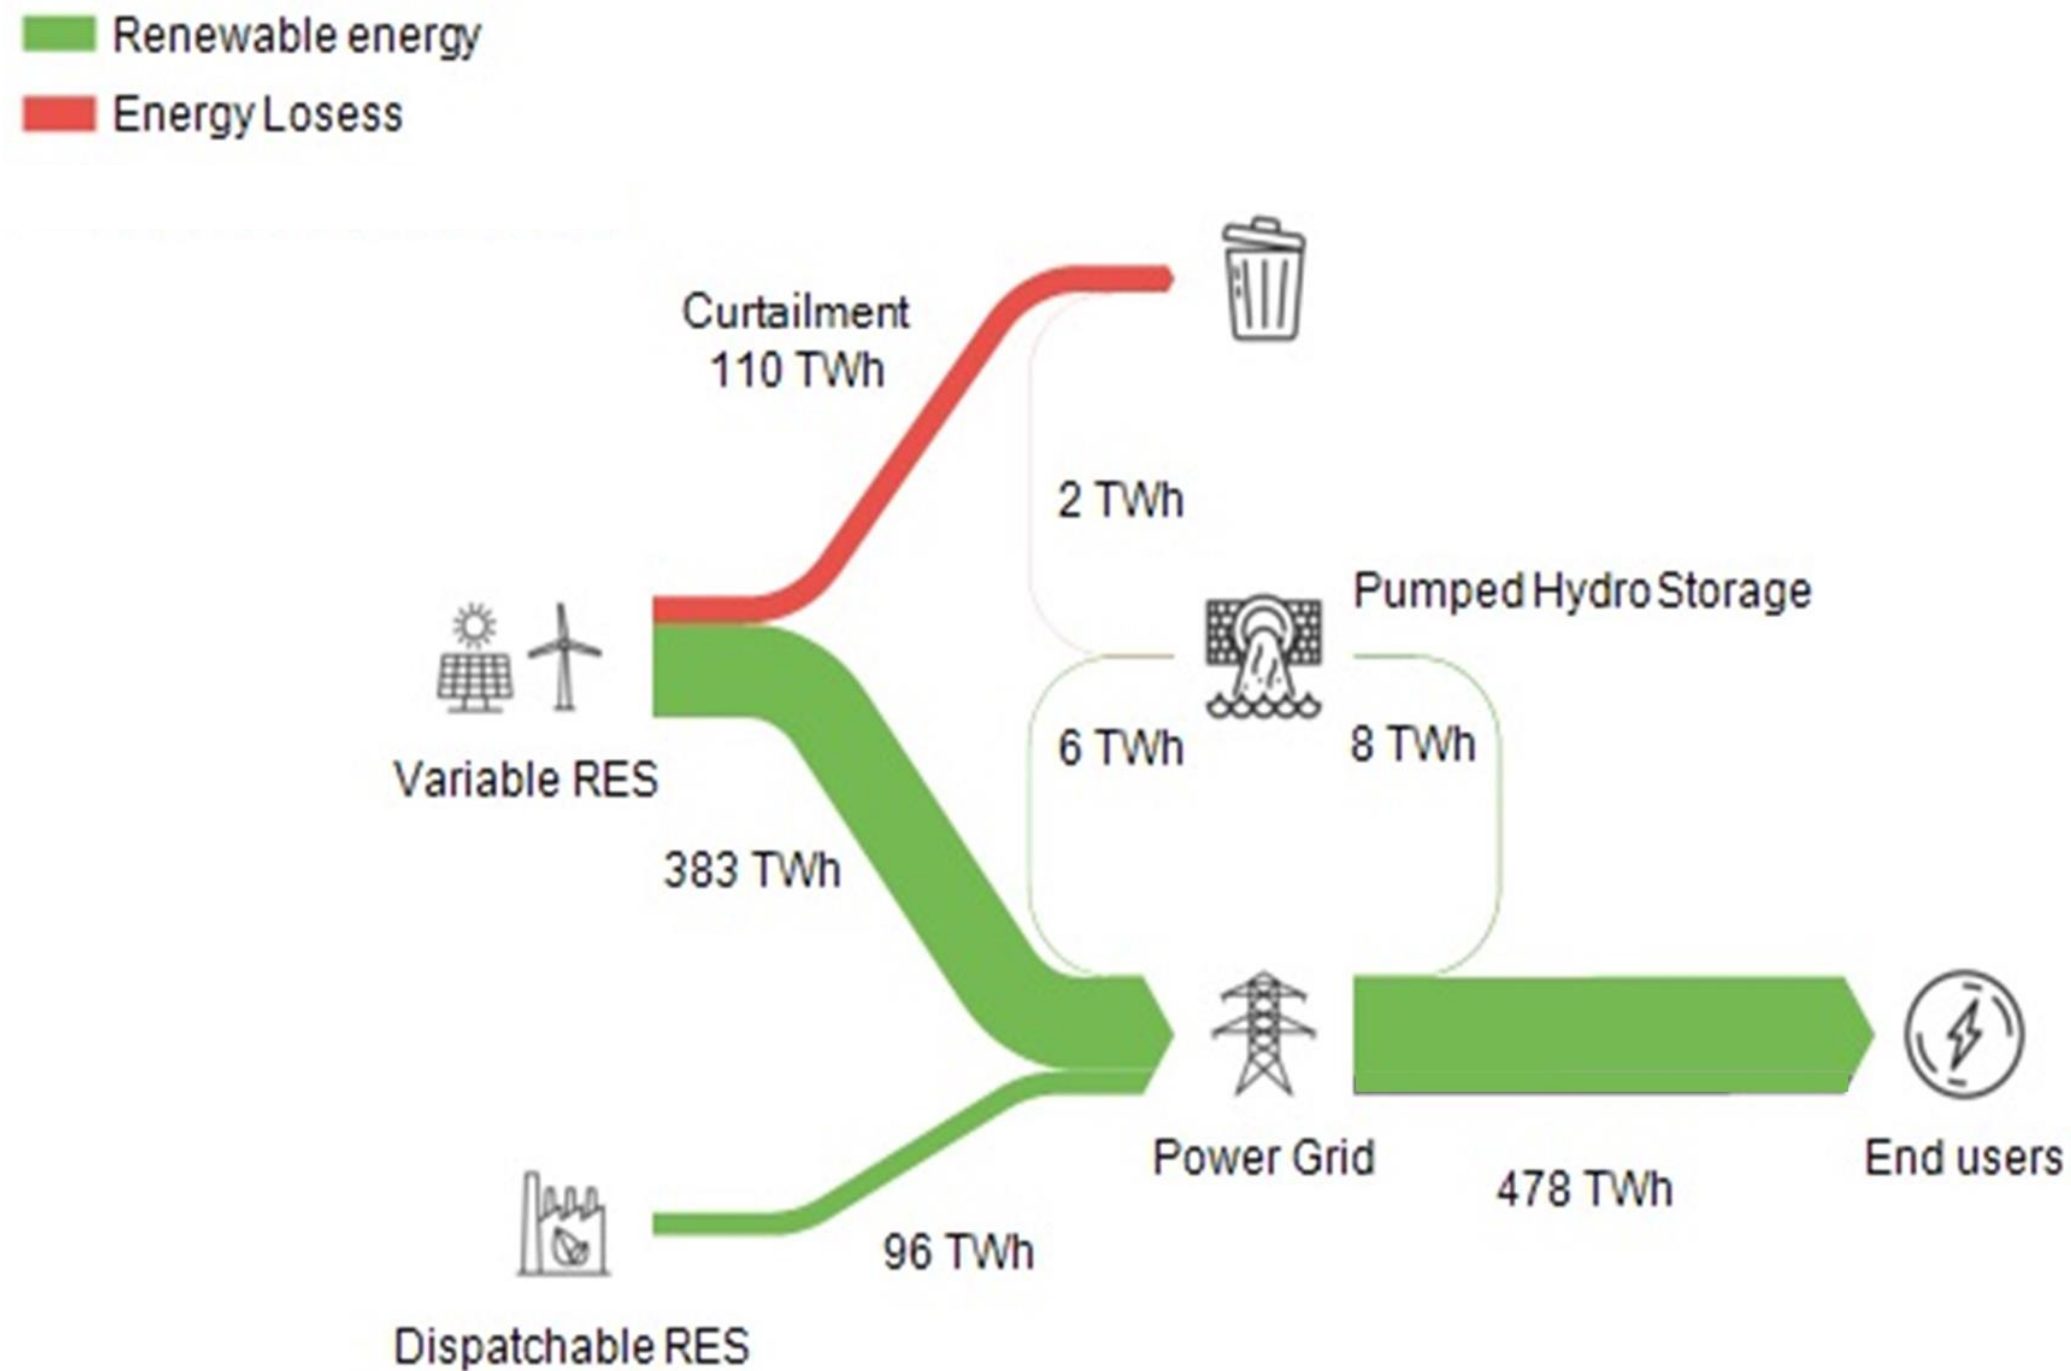 Renewable energy
Energy Losess
Curtailment
110 TWh
2 TWh
Pumped Hydro Storage
6 TWh
8 TWh
Variable RES
383 TWh
Power Grid
End users
478 TWh
96 TWh
Dispatchable RES